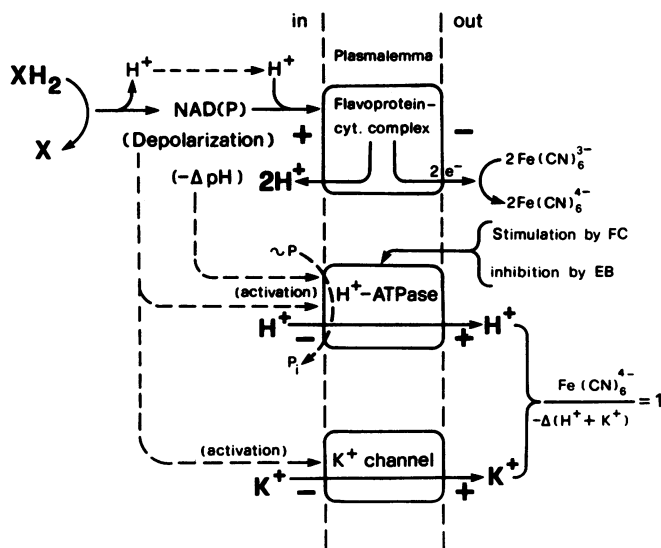 in
out
Plasmalemma
XH2
H+
H+
NAD(P)
X
(Depolarization)
(-ΔpH)
Flavoprotein-
cyt. complex
+
−
2H+
2e-
2Fe(CN)6 3-
2Fe(CN)6 4-
Stimulation by FC
inhibition by EB
~P
(activation)
H+-ATPase
H+
−
+
H+
Pi
Fe(CN)6 4-
-Δ(H+ + K+)
=1
(activation)
K+ channel
K+
−
+
K+